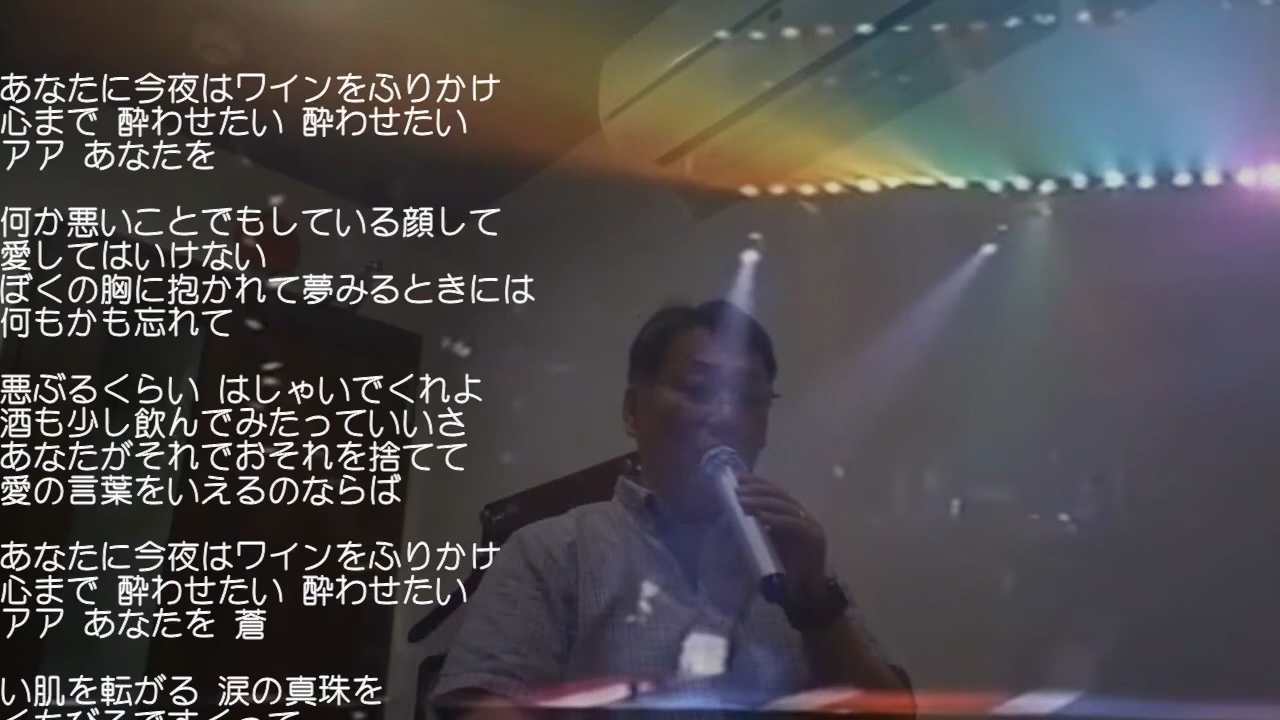 あなたに今夜はワインをふりかけ
心まで 酔わせたい 酔わせたい
アア あなたを
何か悪いことでもしている顔して
愛してはいけない
ぼくの胸に抱かれて夢みるときには
何もかも忘れて
悪ぶるくらい はしゃいでくれよ
酒も少し飲んでみたっていいさ
あなたがそれでおそれを捨てて
愛の言葉をいえるのならば
あなたに今夜はワインをふりかけ
心まで 酔わせたい 酔わせたい
アア あなたを 蒼
い肌を転がる 涙の真珠を
くちびるですくって